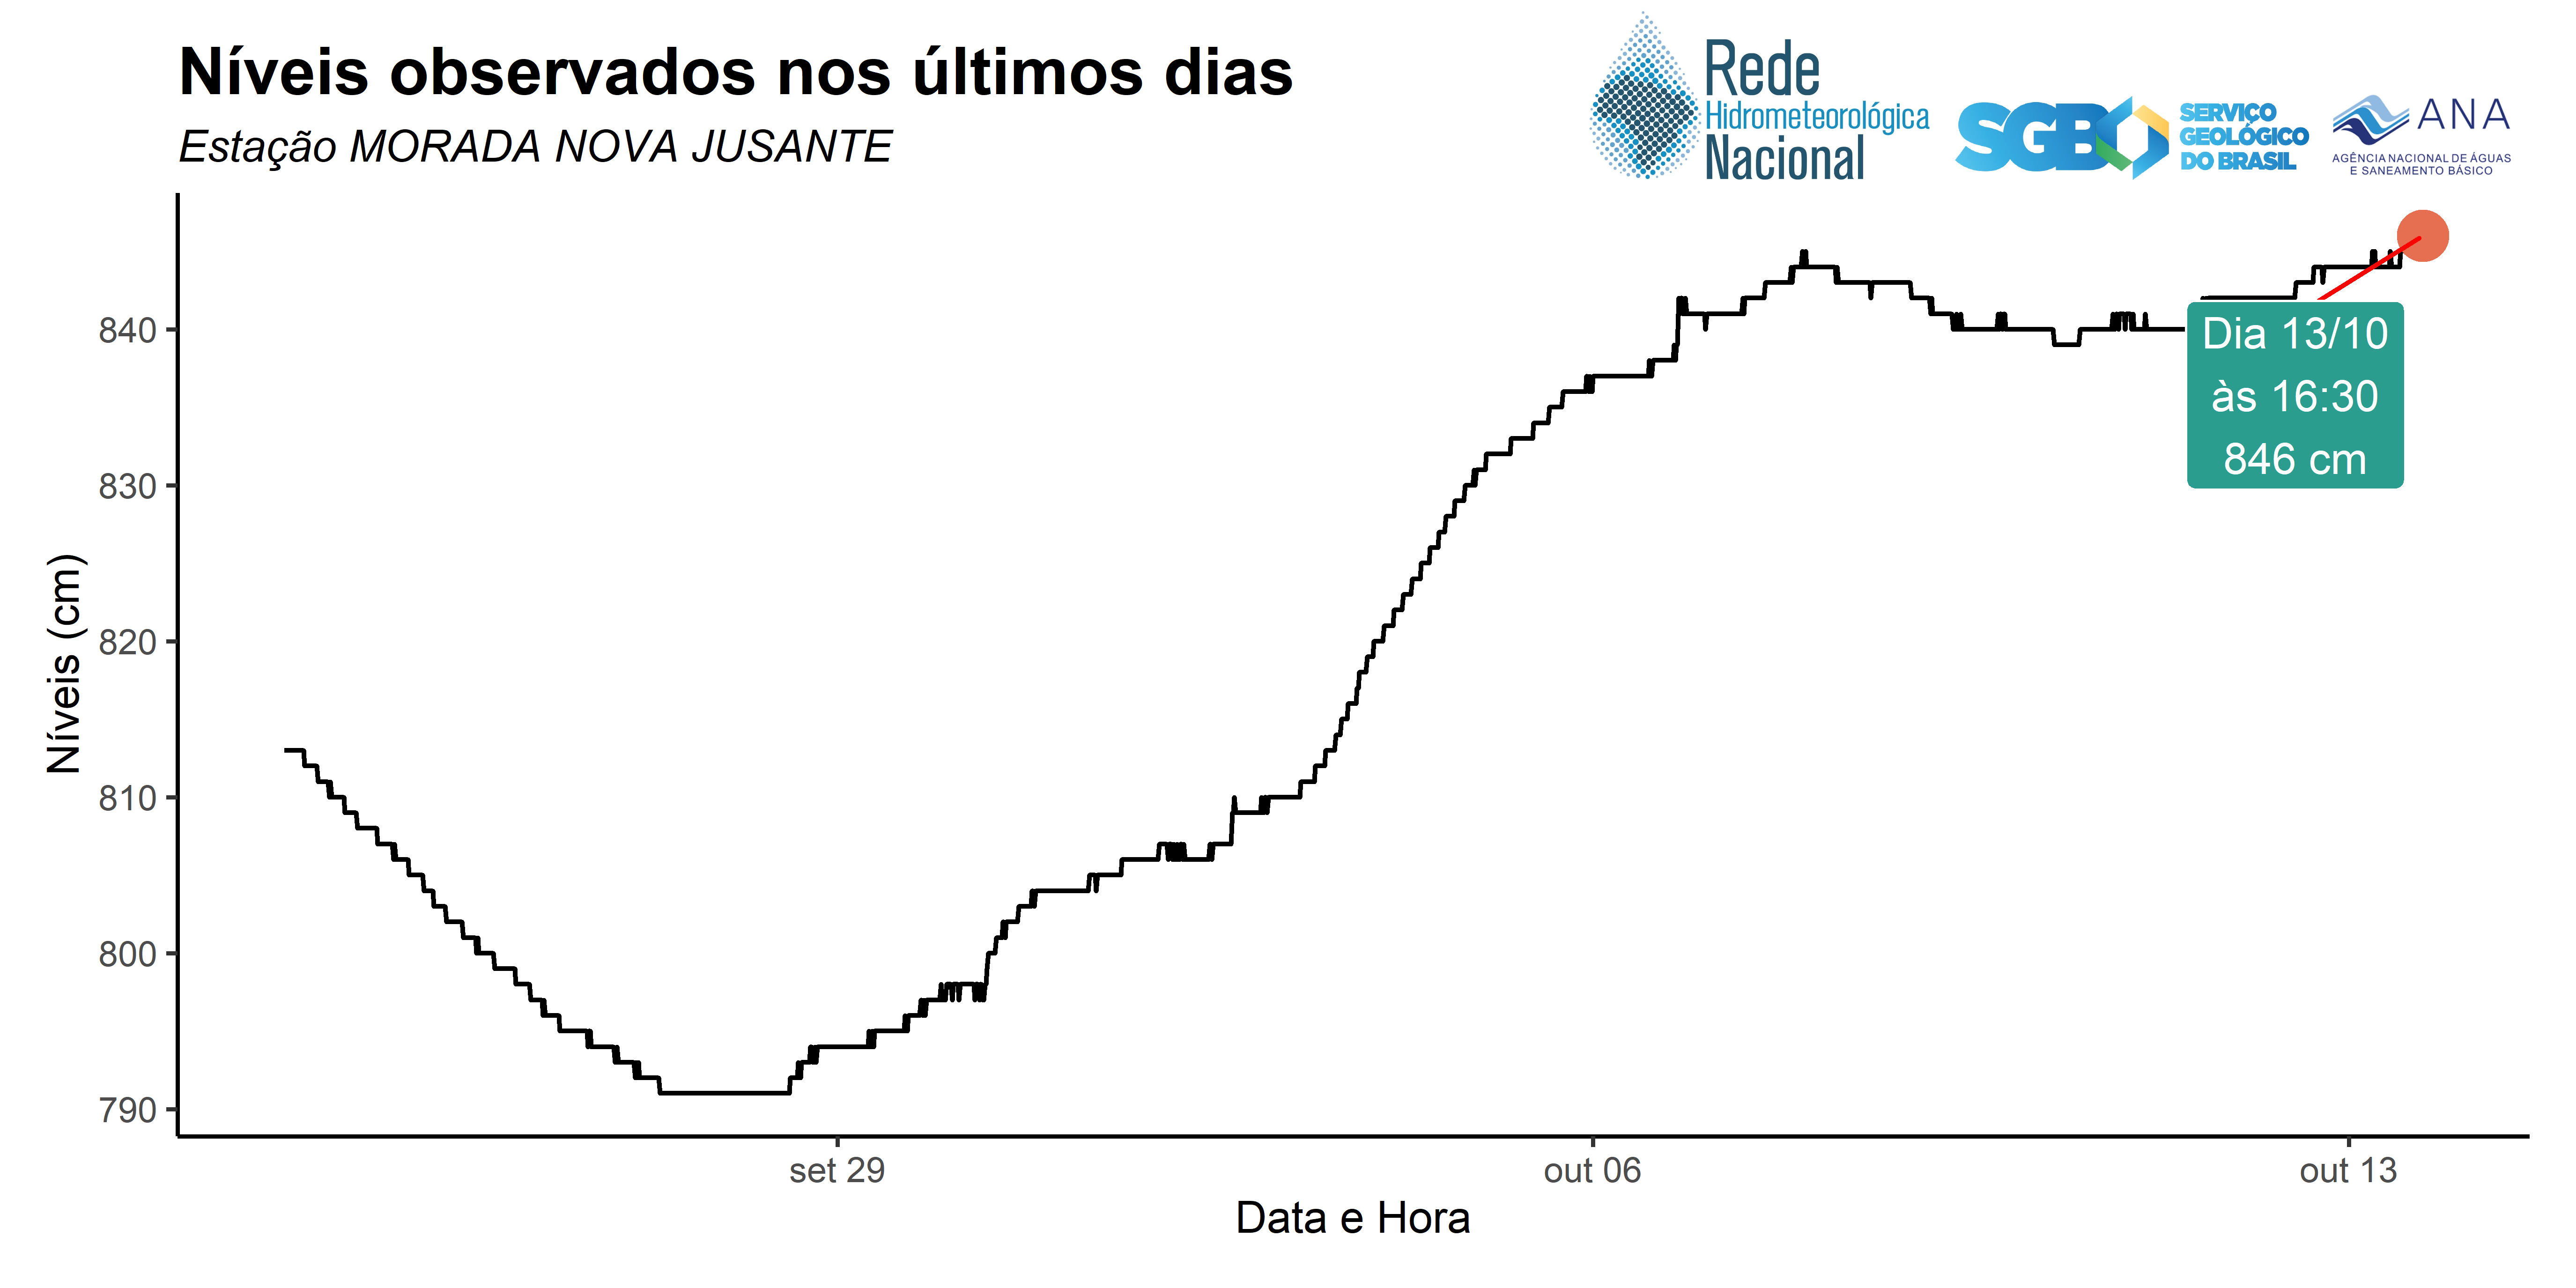 Níveis observados nos últimos dias
Estação MORADA NOVA JUSANTE
Rede
Hidrometeorológica
Nacional
SGB
SERVIÇO
GEOLÓGICO
DO BRASIL
ANA
AGÊNCIA NACIONAL DE ÁGUAS
E SANEAMENTO BÁSICO
840
830
820
810
800
790
Níveis (cm)
Dia 13/10
às 16:30
846 cm
set 29
out 06
out 13
Data e Hora